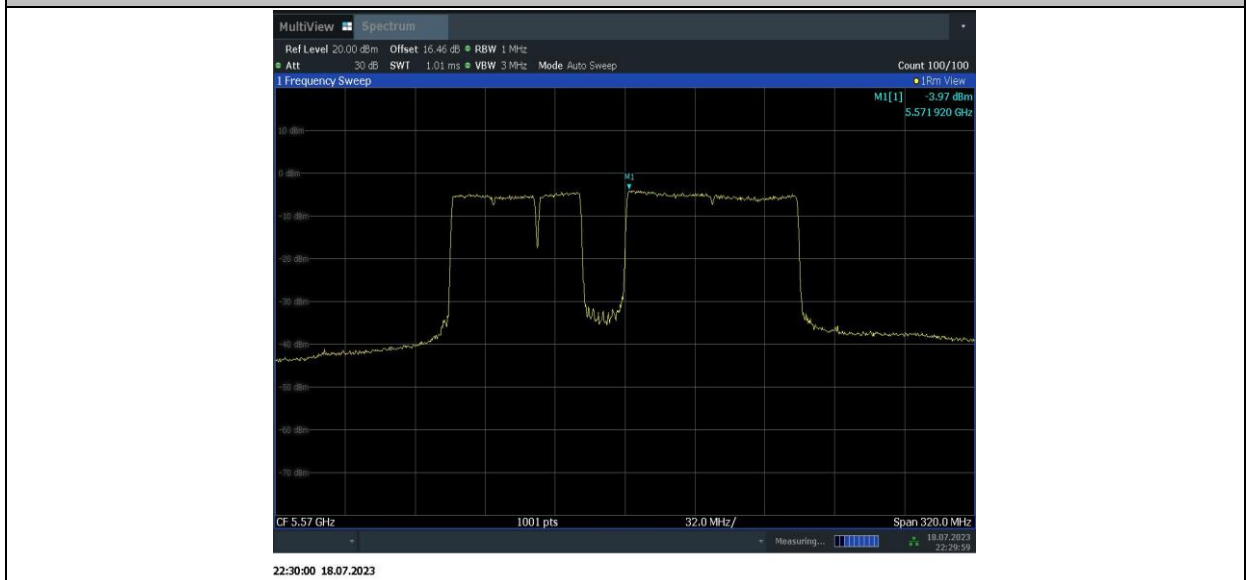 MultiView Spectrum
Ref Level 20.00 dBm Offset 16.46 dB RBW 1 MHz
Att 30 dB SWT 1.01 ms VBW 3 MHz Mode Auto Sweep Count 100/100
1 Frequency Sweep 1Rm View
M1[1] -3.97 dBm
5.571 920 GHz
10 dBm
0 dBm
M1
-10 dBm
-20 dBm
-30 dBm
-40 dBm
-50 dBm
-60 dBm
-70 dBm
CF 5.57 GHz 1001 pts 32.0 MHz/ Span 320.0 MHz
Measuring... 18.07.2023
22:29:59
22:30:00 18.07.2023